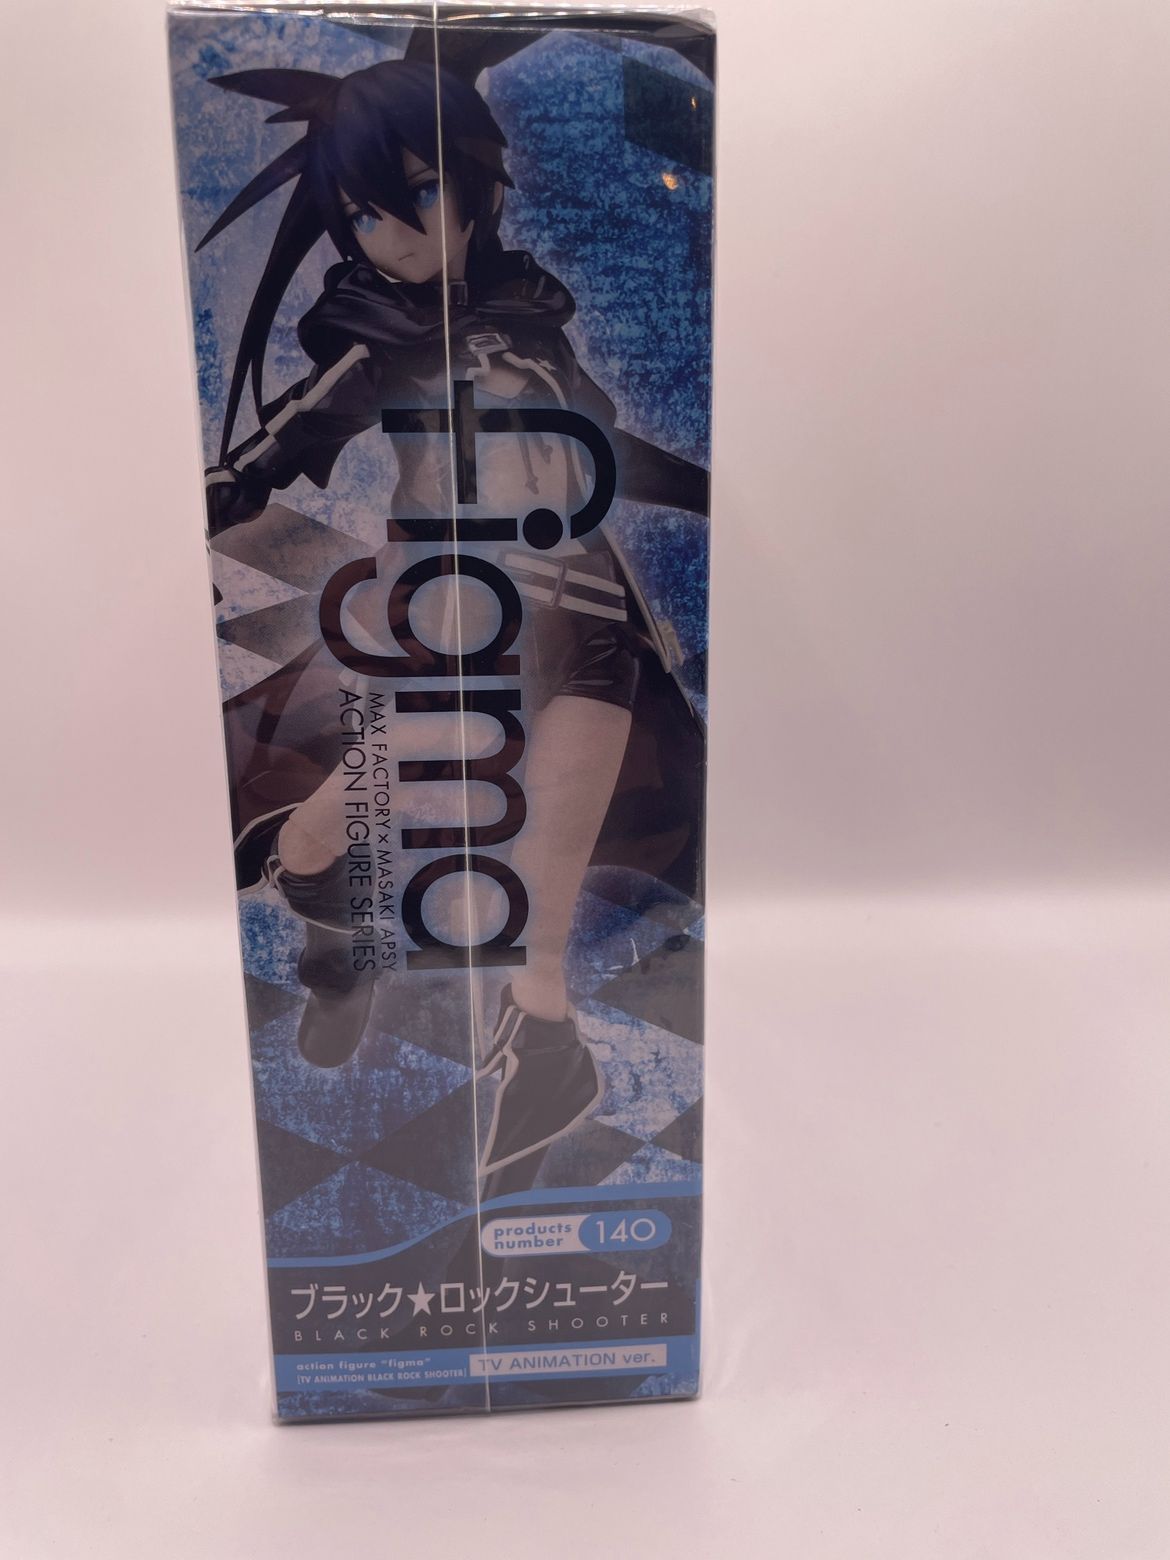 figma
MAX FACTORY × MASAKI APSY
ACTION FIGURE SERIES
products
number
140
ブラック★ロックシューター
BLACK ROCK SHOOTER
action figure "figma"
[TV ANIMATION BLACK ROCK SHOOTER]
TV ANIMATION ver.